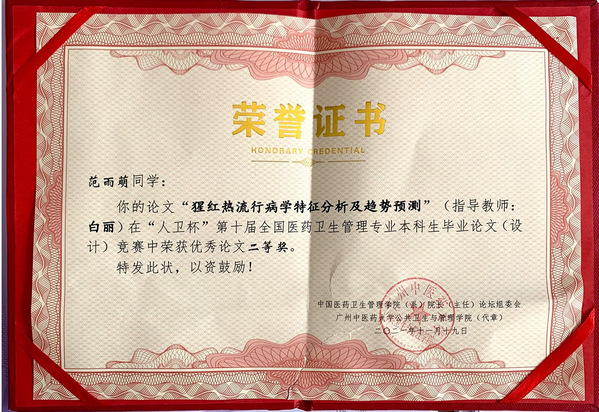 荣誉证书
HONORARY CREDENTIAL
范雨萌同学：
你的论文“猩红热流行病学特征分析及趋势预测”（指导教师：
白丽）在“人卫杯”第十届全国医药卫生管理专业本科生毕业论文（设
计）竞赛中荣获优秀论文二等奖。
特发此状，以资鼓励！
中国医药卫生管理学院（系）院长（主任）论坛组委会
广州中医药大学公共卫生与管理学院（代章）
二〇二一年十一月十九日